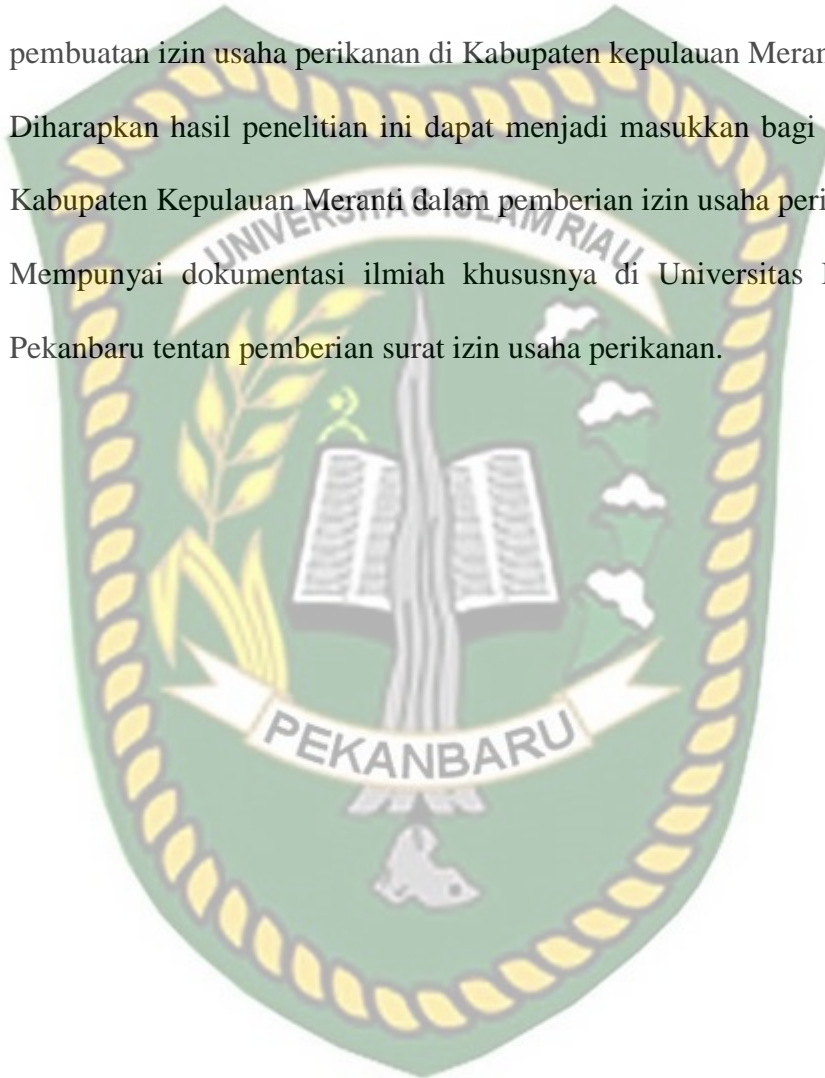 pembuatan izin usaha perikanan di Kabupaten kepulauan
Diharapkan hasil penelitian ini dapat menjadi masukkan bagi
Kabupaten Kepulauan Meranti dalam pemberian izin usaha
UNIVERSITAS ISLAM RIAU
Mempunyai dokumentasi ilmiah khususnya di Universitas
Pekanbaru tentan pemberian surat izin usaha perikanan.
PEKANBARU